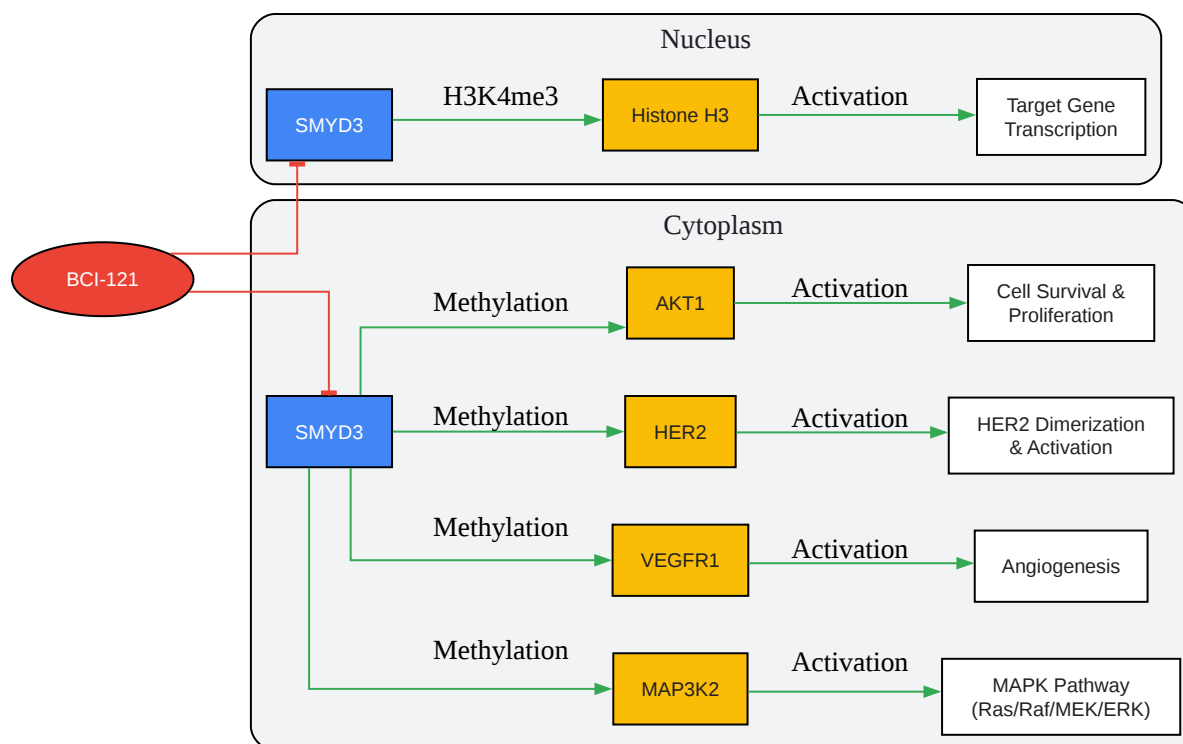 Nucleus
H3K4me3
Activation
SMYD3
Histone H3
Target Gene
Transcription
Cytoplasm
BCI-121
Methylation
AKT1
Activation
Cell Survival &
Proliferation
SMYD3
Methylation
HER2
Activation
HER2 Dimerization
& Activation
Methylation
VEGFR1
Activation
Angiogenesis
Methylation
MAP3K2
Activation
MAPK Pathway
(Ras/Raf/MEK/ERK)